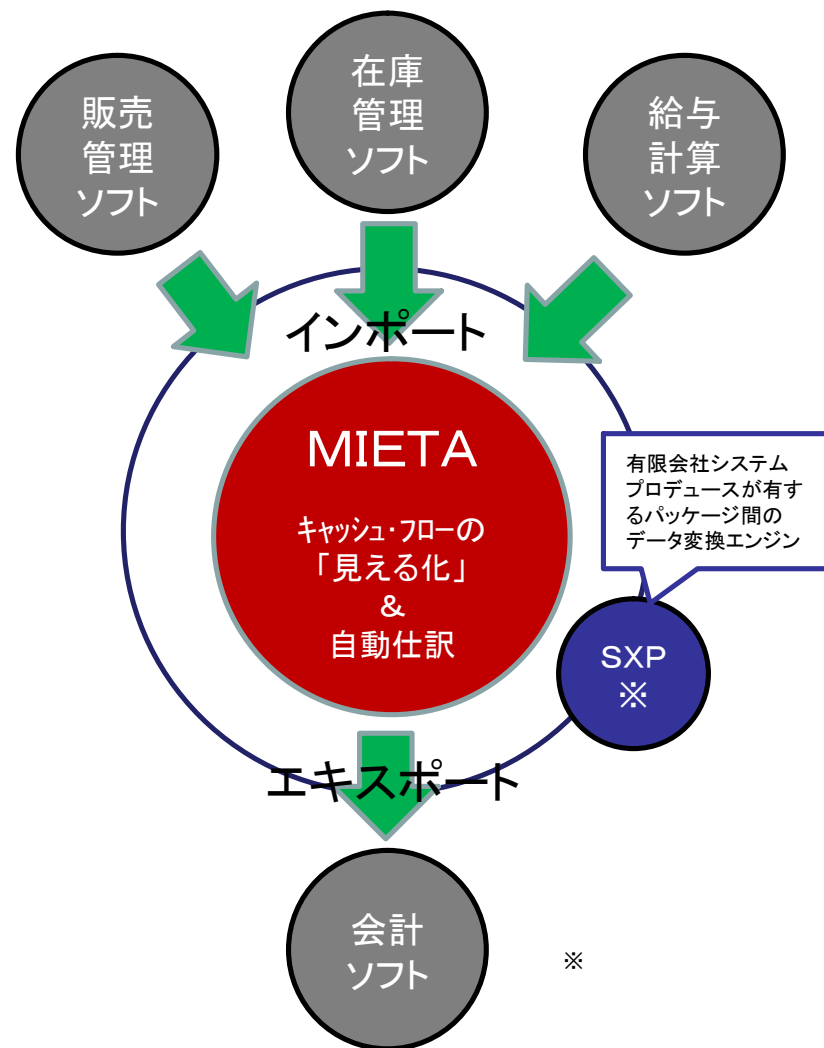 販売
管理
ソフト
在庫
管理
ソフト
給与
計算
ソフト
インポート
ＭＩＥＴＡ
キャッシュ・フローの
「見える化」
＆
自動仕訳
有限会社システム
プロデュースが有す
るパッケージ間の
データ変換エンジン
ＳＸＰ
※
エキスポート
会計
ソフト
※